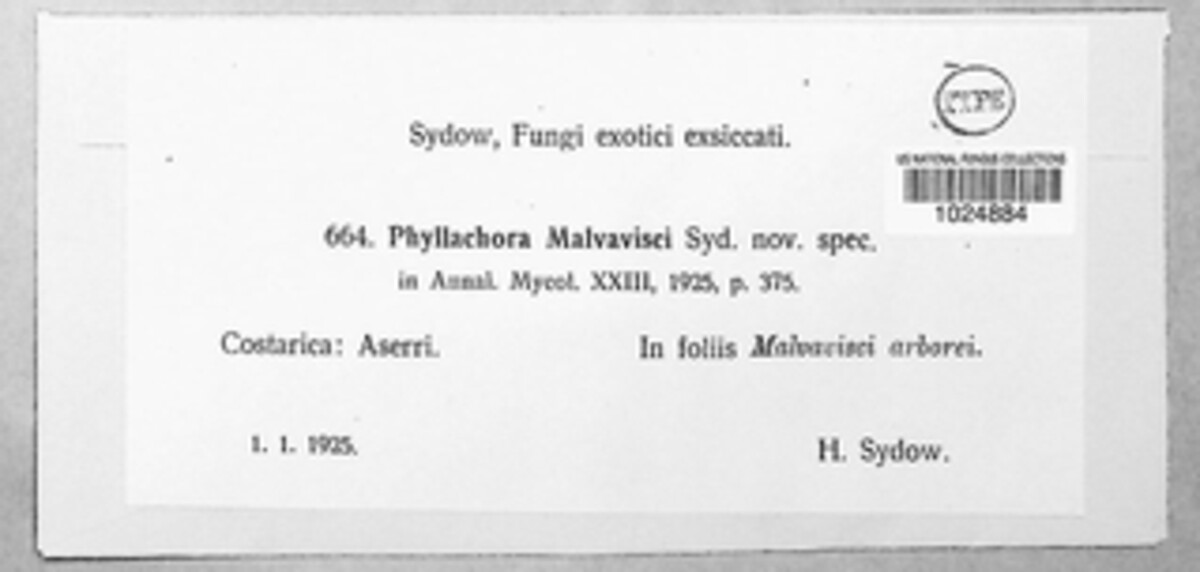 TYPE
Sydow, Fungi exotici exsiccati.
US NATIONAL FUNGUS COLLECTIONS
1024884
664. Phyllachora Malvavisci Syd. nov. spec.
in Annal. Mycol. XXIII, 1925, p. 375.
Costarica: Aserri.
In foliis Malvavisci arborei.
1. 1. 1925.
H. Sydow.